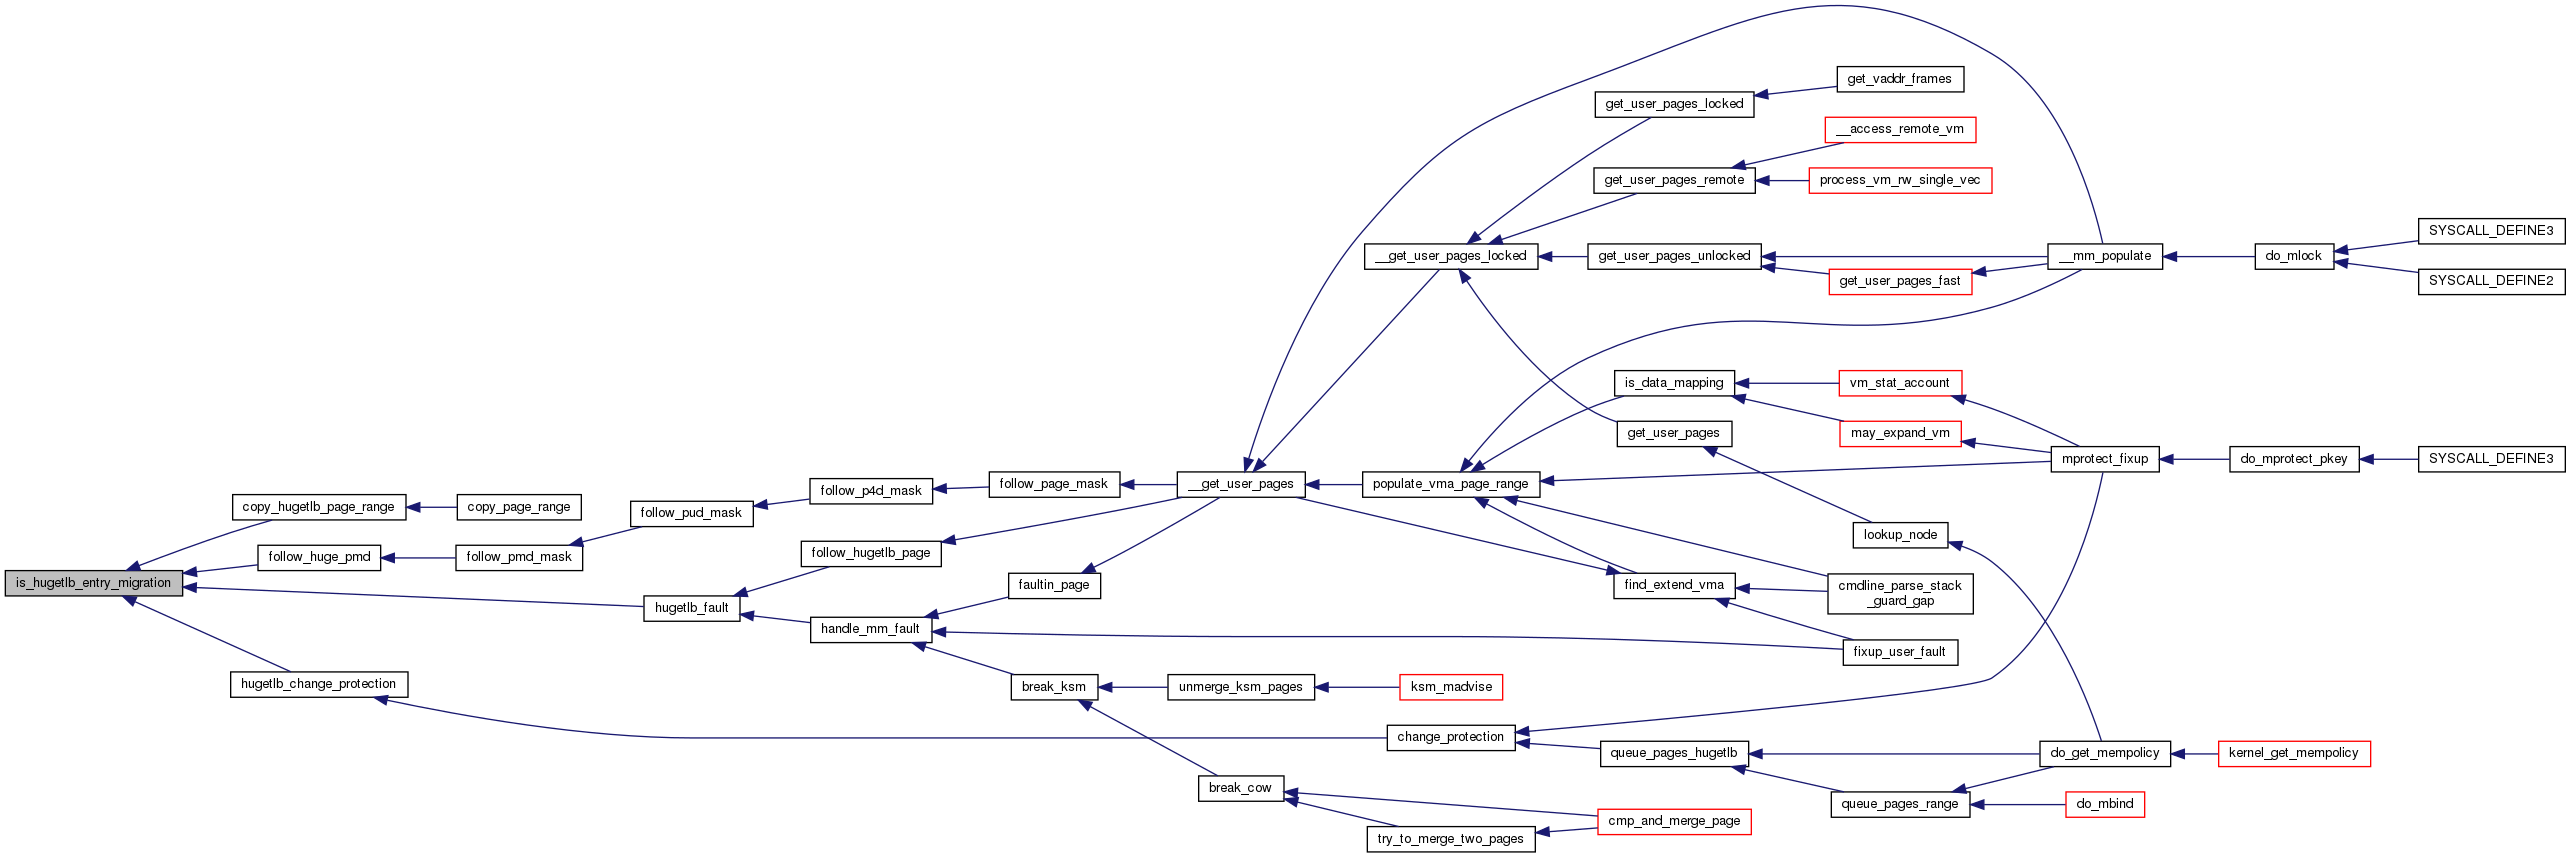 is_hugetlb_entry_migration
copy_hugetlb_page_range
copy_page_range
follow_huge_pmd
follow_pmd_mask
follow_pud_mask
follow_p4d_mask
follow_page_mask
__get_user_pages
hugetlb_fault
follow_hugetlb_page
handle_mm_fault
faultin_page
break_ksm
unmerge_ksm_pages
ksm_madvise
break_cow
try_to_merge_two_pages
cmp_and_merge_page
hugetlb_change_protection
change_protection
queue_pages_hugetlb
queue_pages_range
do_mbind
do_get_mempolicy
kernel_get_mempolicy
__get_user_pages_locked
get_user_pages_locked
get_vaddr_frames
get_user_pages_remote
__access_remote_vm
process_vm_rw_single_vec
get_user_pages_unlocked
get_user_pages_fast
__mm_populate
do_mlock
SYSCALL_DEFINE3
SYSCALL_DEFINE2
get_user_pages
lookup_node
populate_vma_page_range
is_data_mapping
vm_stat_account
may_expand_vm
mprotect_fixup
do_mprotect_pkey
SYSCALL_DEFINE3
find_extend_vma
cmdline_parse_stack
_guard_gap
fixup_user_fault